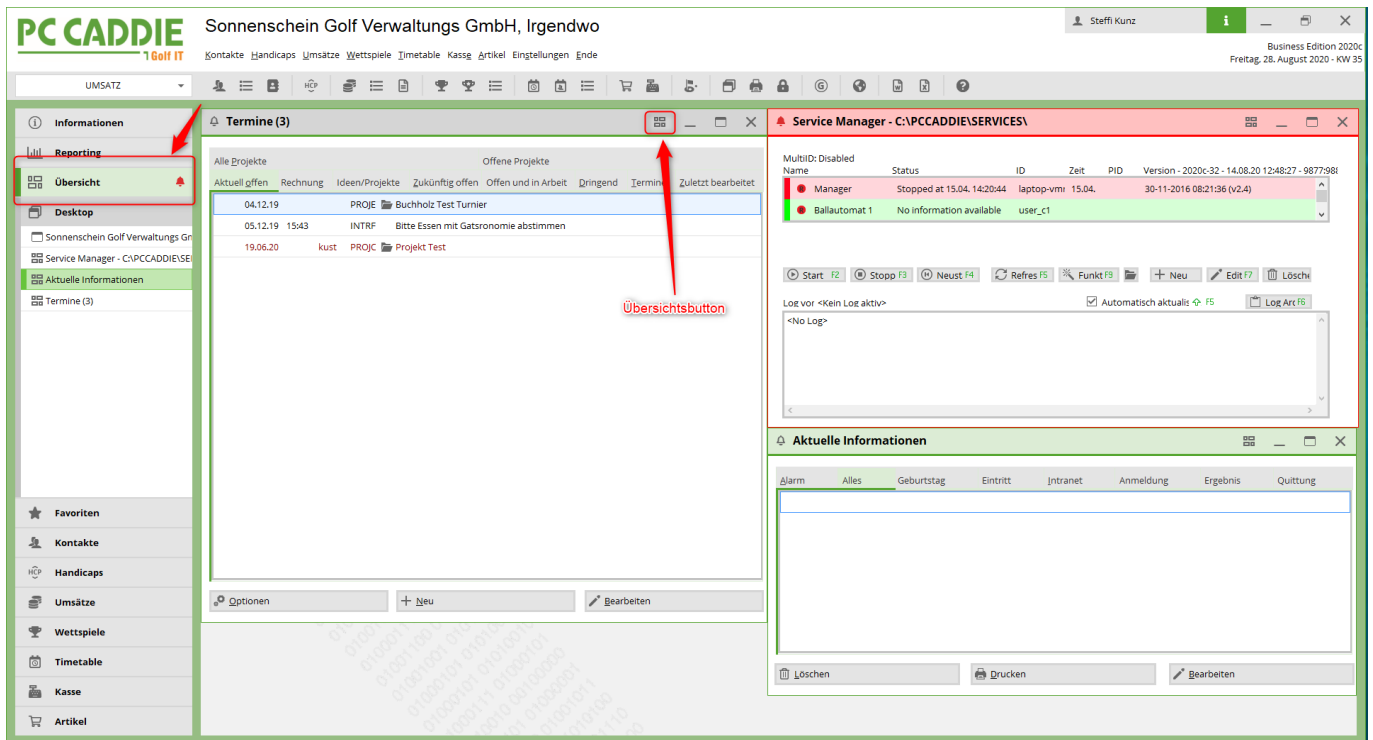 PC CADDIE
Golf IT
Sonnenschein Golf Verwaltungs GmbH, Irgendwo
Kontakte Handicaps Umsätze Wettspiele Timetable Kasse Artikel Einstellungen Ende
Steffi Kunz
i
Business Edition 2020c
Freitag, 28. August 2020 - KW 35
UMSATZ
HCP
Informationen
Reporting
Übersicht
Desktop
Sonnenschein Golf Verwaltungs Gm
Service Manager - C:\PCCADDIE\SE
Aktuelle Informationen
Termine (3)
Favoriten
Kontakte
HCP Handicaps
Umsätze
Wettspiele
Timetable
Kasse
Artikel
Termine (3)
Alle Projekte Offene Projekte
Aktuell offen Rechnung Ideen/Projekte Zukünftig offen Offen und in Arbeit Dringend Termine Zuletzt bearbeitet
04.12.19 PROJE Buchholz Test Turnier
05.12.19 15:43 INTRF Bitte Essen mit Gatsronomie abstimmen
19.06.20 kust PROJC Projekt Test
Übersichtsbutton
Optionen Neu Bearbeiten
Service Manager - C:\PCCADDIE\SERVICES\
MultiID: Disabled
Name Status ID Zeit PID Version - 2020c-32 - 14.08.20 12:48:27 - 9877:988
Manager Stopped at 15.04. 14:20:44 laptop-vmi 15.04. 30-11-2016 08:21:36 (v2.4)
Ballautomat 1 No information available user_c1
Start F2 Stopp F3 Neust F4 Refres F5 Funkt F9 Neu Edit F7 Lösche
Log vor <Kein Log aktiv> Automatisch aktualis F5 Log Arc F6
<No Log>
Aktuelle Informationen
Alarm Alles Geburtstag Eintritt Intranet Anmeldung Ergebnis Quittung
Löschen Drucken Bearbeiten